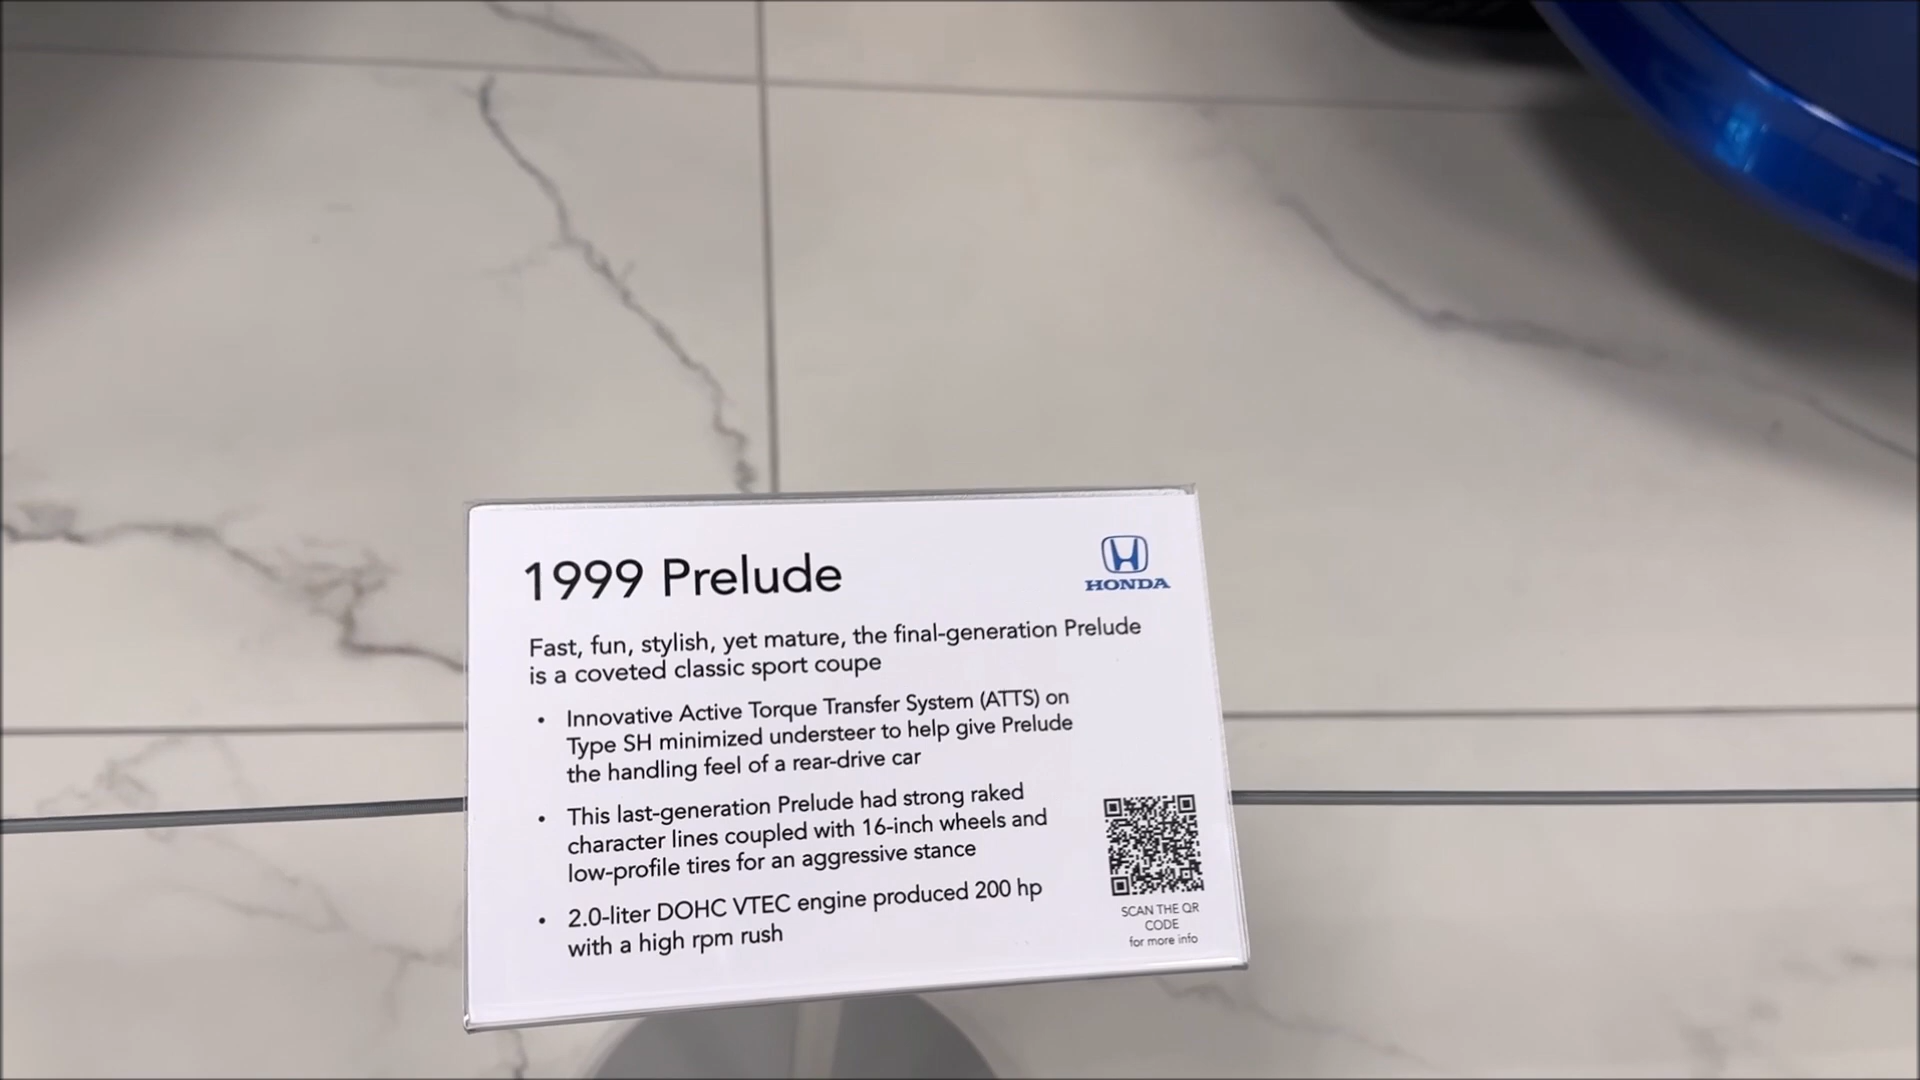 1999 Prelude
HONDA
Fast, fun, stylish, yet mature, the final-generation Prelude
is a coveted classic sport coupe
• Innovative Active Torque Transfer System (ATTS) on
Type SH minimized understeer to help give Prelude
the handling feel of a rear-drive car
• This last-generation Prelude had strong raked
character lines coupled with 16-inch wheels and
low-profile tires for an aggressive stance
• 2.0-liter DOHC VTEC engine produced 200 hp
with a high rpm rush
SCAN THE QR
CODE
for more info